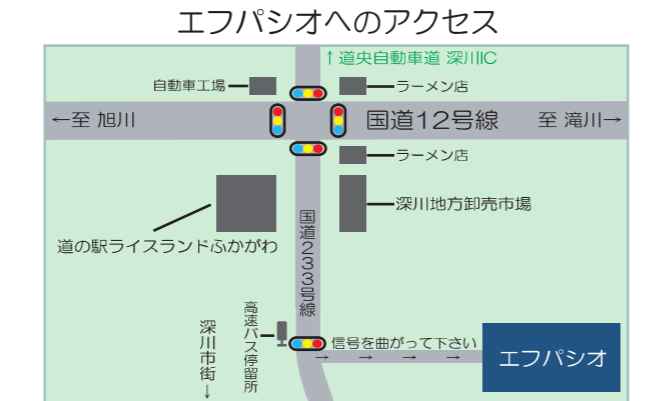 エフパシオへのアクセス
↑道央自動車道 深川IC
自動車工場
ラーメン店
←至 旭川
国道12号線
至 滝川→
ラーメン店
深川地方卸売市場
道の駅ライスランドふかがわ
国道233号線
高速バス停留所
深川市街↓
信号を曲がって下さい
→ → → →
エフパシオ